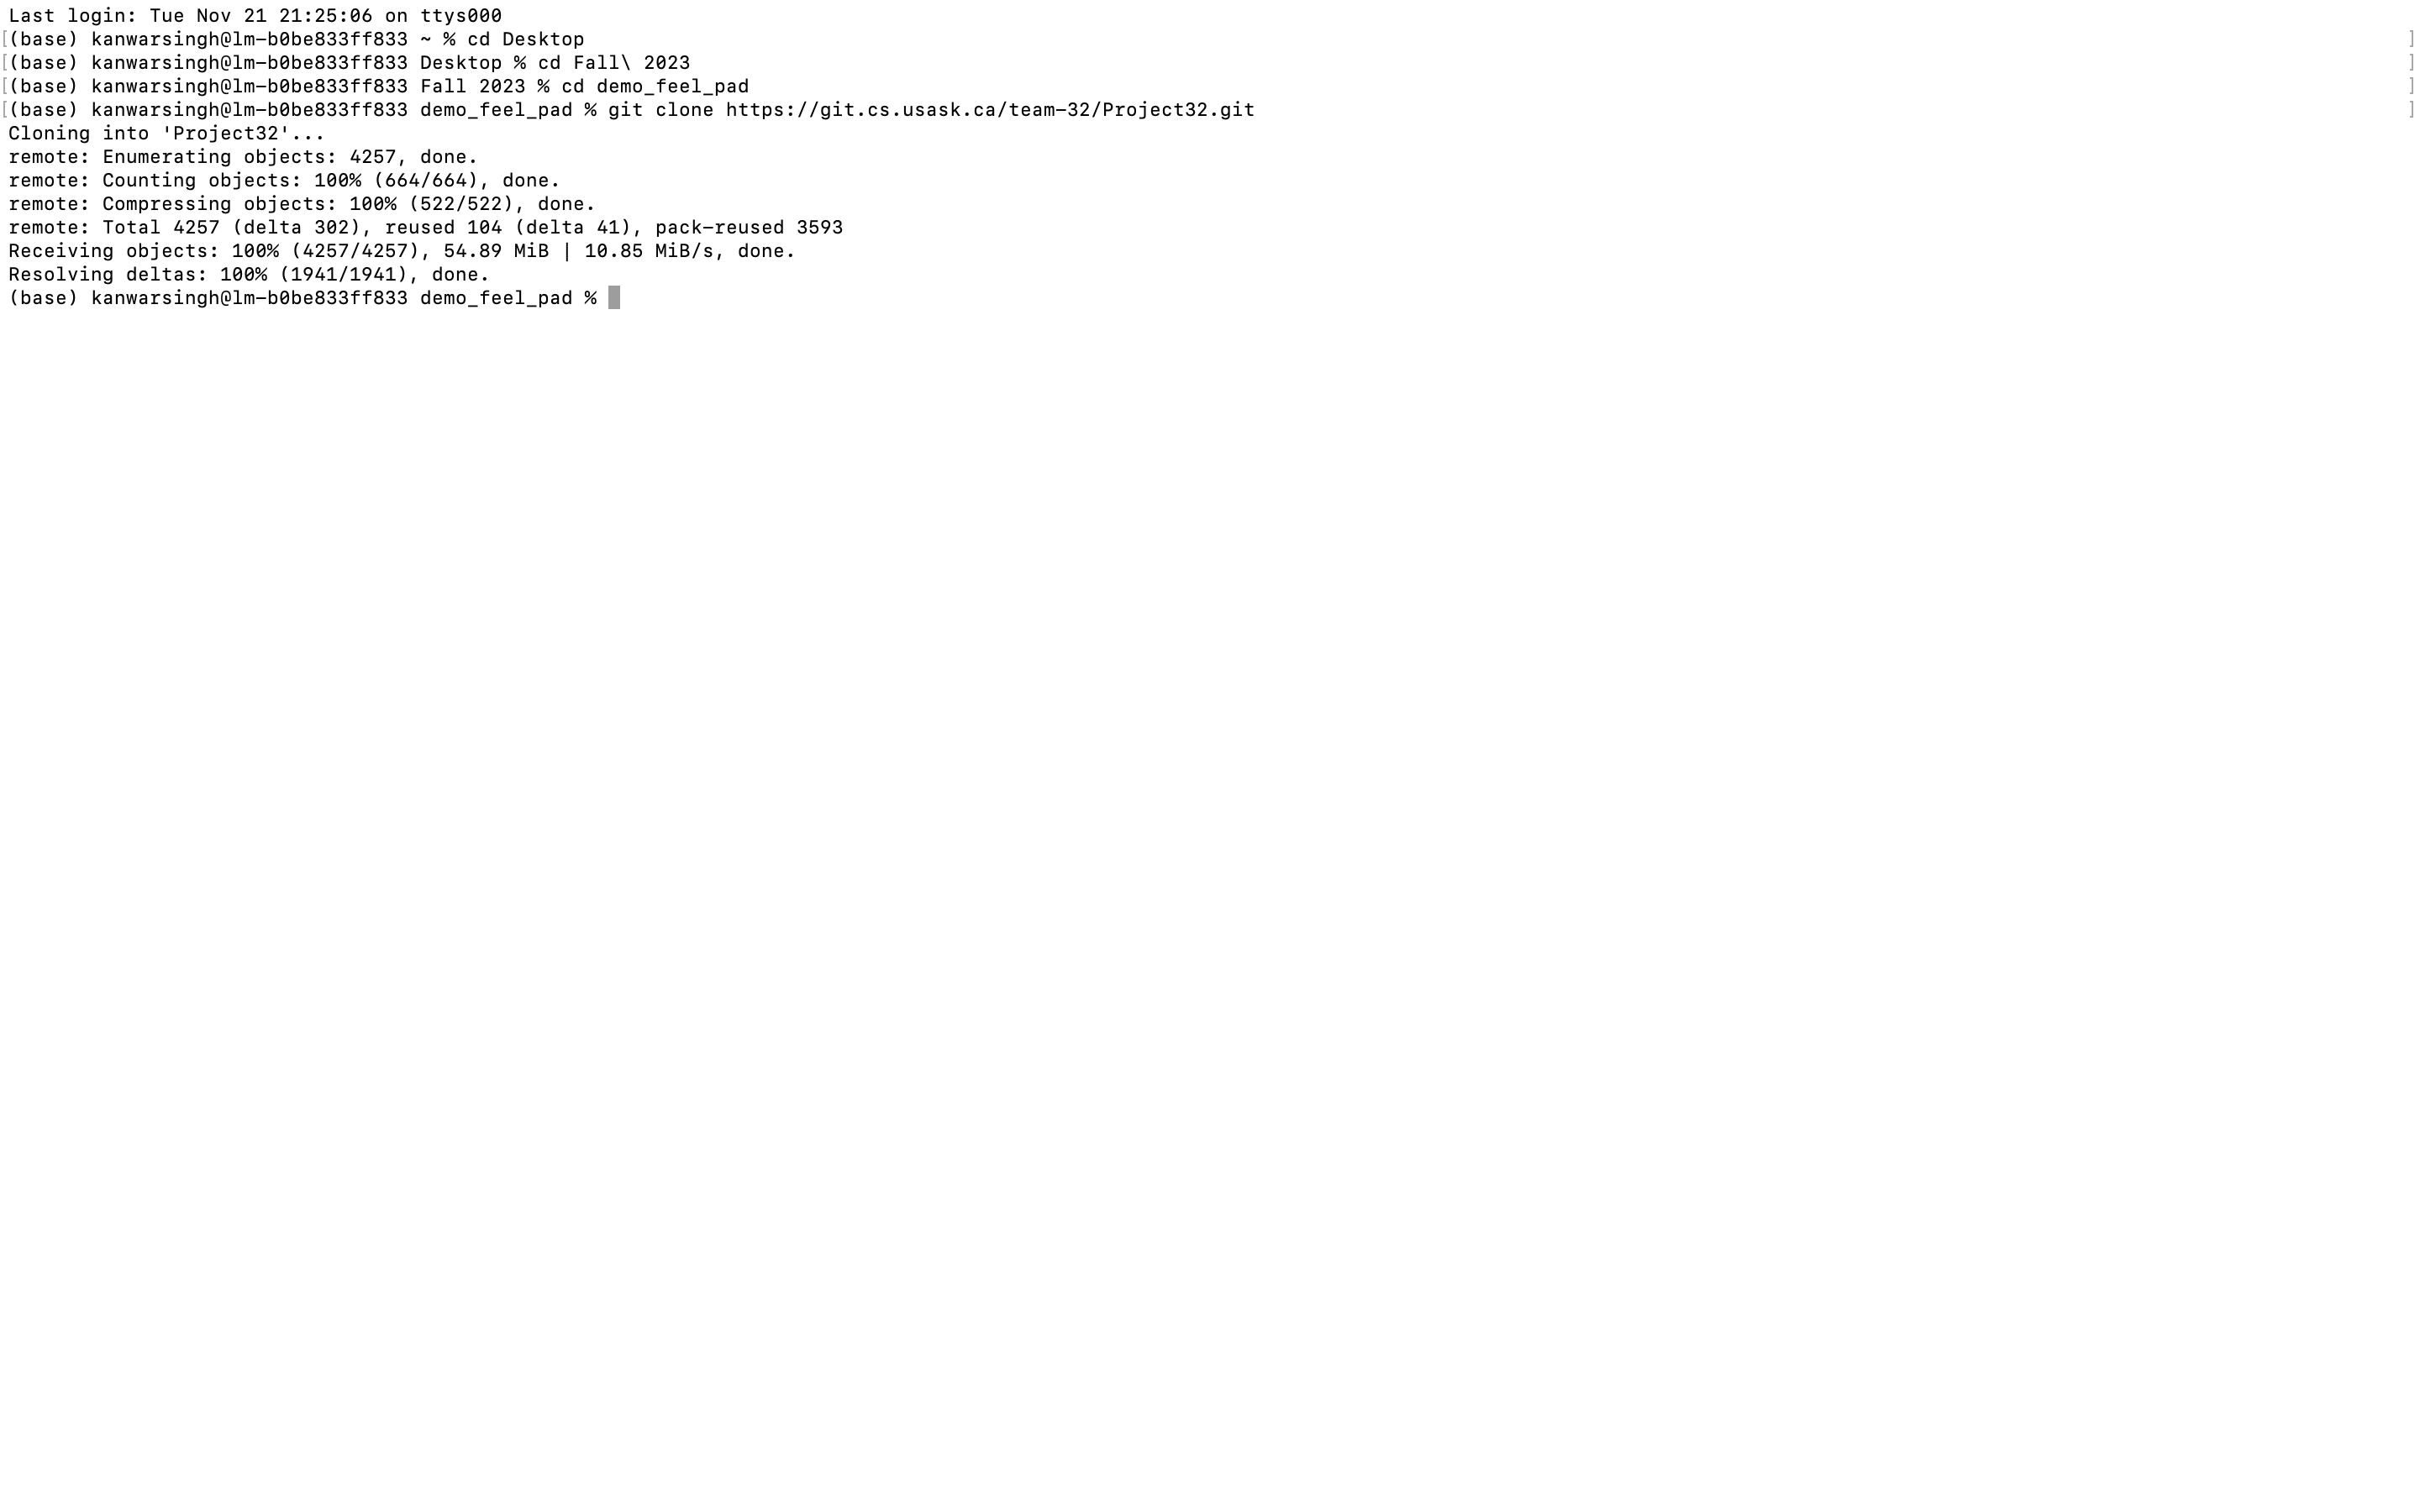 Last login: Tue Nov 21 21:25:06 on ttys000
[(base) kanwarsingh@lm-b0be833ff833 ~ % cd Desktop ]
[(base) kanwarsingh@lm-b0be833ff833 Desktop % cd Fall\ 2023 ]
[(base) kanwarsingh@lm-b0be833ff833 Fall 2023 % cd demo_feel_pad ]
[(base) kanwarsingh@lm-b0be833ff833 demo_feel_pad % git clone https://git.cs.usask.ca/team-32/Project32.git ]
Cloning into 'Project32'...
remote: Enumerating objects: 4257, done.
remote: Counting objects: 100% (664/664), done.
remote: Compressing objects: 100% (522/522), done.
remote: Total 4257 (delta 302), reused 104 (delta 41), pack-reused 3593
Receiving objects: 100% (4257/4257), 54.89 MiB | 10.85 MiB/s, done.
Resolving deltas: 100% (1941/1941), done.
(base) kanwarsingh@lm-b0be833ff833 demo_feel_pad %